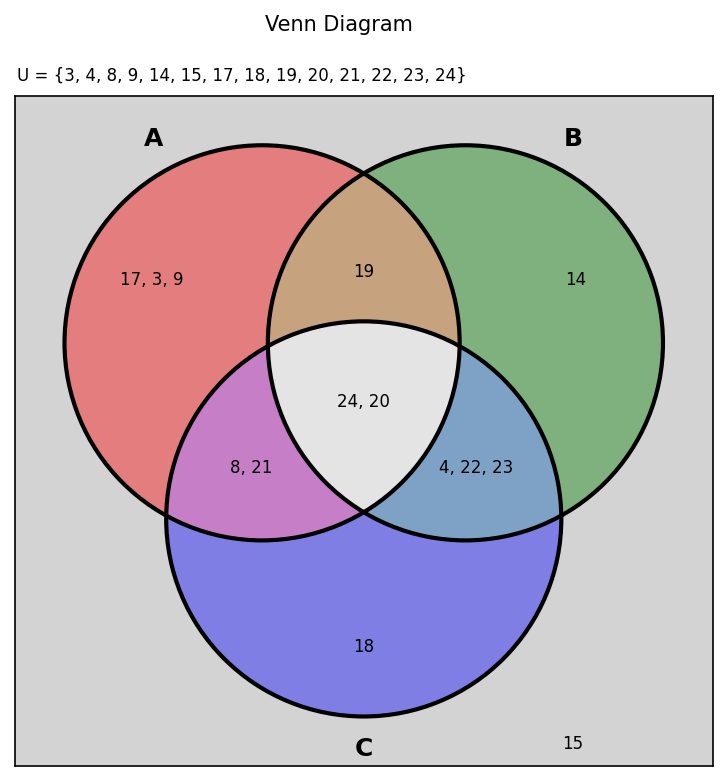 Venn Diagram
U = {3, 4, 8, 9, 14, 15, 17, 18, 19, 20, 21, 22, 23, 24}
A
B
17, 3, 9
19
14
24, 20
8, 21
4, 22, 23
18
C
15